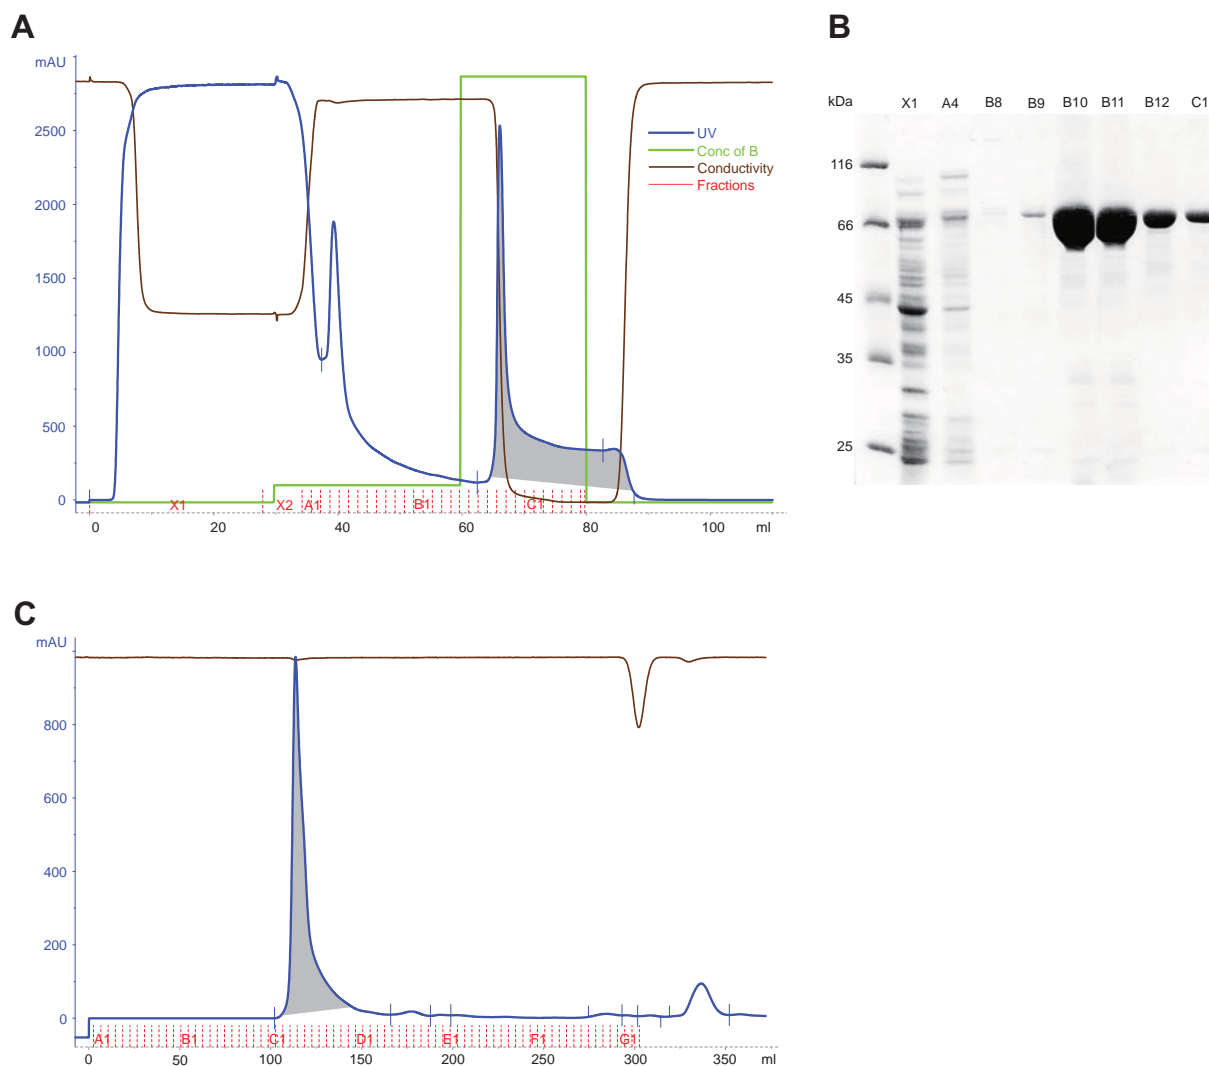 A
mAU
2500
2000
1500
1000
500
0
UV
Conc of B
Conductivity
Fractions
X1 X2 A1 B1 C1
0 20 40 60 80 100 ml
B
kDa X1 A4 B8 B9 B10 B11 B12 C1
116
66
45
35
25
C
mAU
800
600
400
200
0
A1 B1 C1 D1 E1 F1 G1
0 50 100 150 200 250 300 350 ml